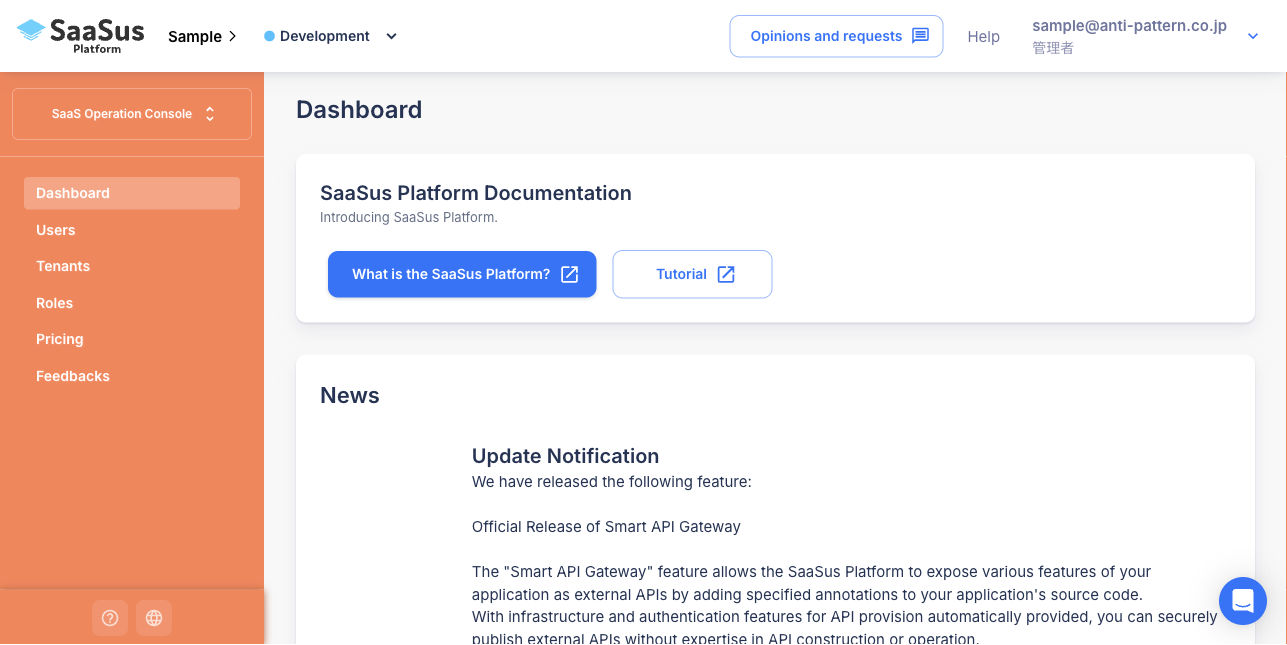 SaaSus
Platform
Sample
Development
Opinions and requests
Help
sample@anti-pattern.co.jp
管理者
SaaS Operation Console
Dashboard
Users
Tenants
Roles
Pricing
Feedbacks
Dashboard
SaaSus Platform Documentation
Introducing SaaSus Platform.
What is the SaaSus Platform?
Tutorial
News
Update Notification
We have released the following feature:
Official Release of Smart API Gateway
The "Smart API Gateway" feature allows the SaaSus Platform to expose various features of your
application as external APIs by adding specified annotations to your application's source code.
With infrastructure and authentication features for API provision automatically provided, you can securely
publish external APIs without expertise in API construction or operation.